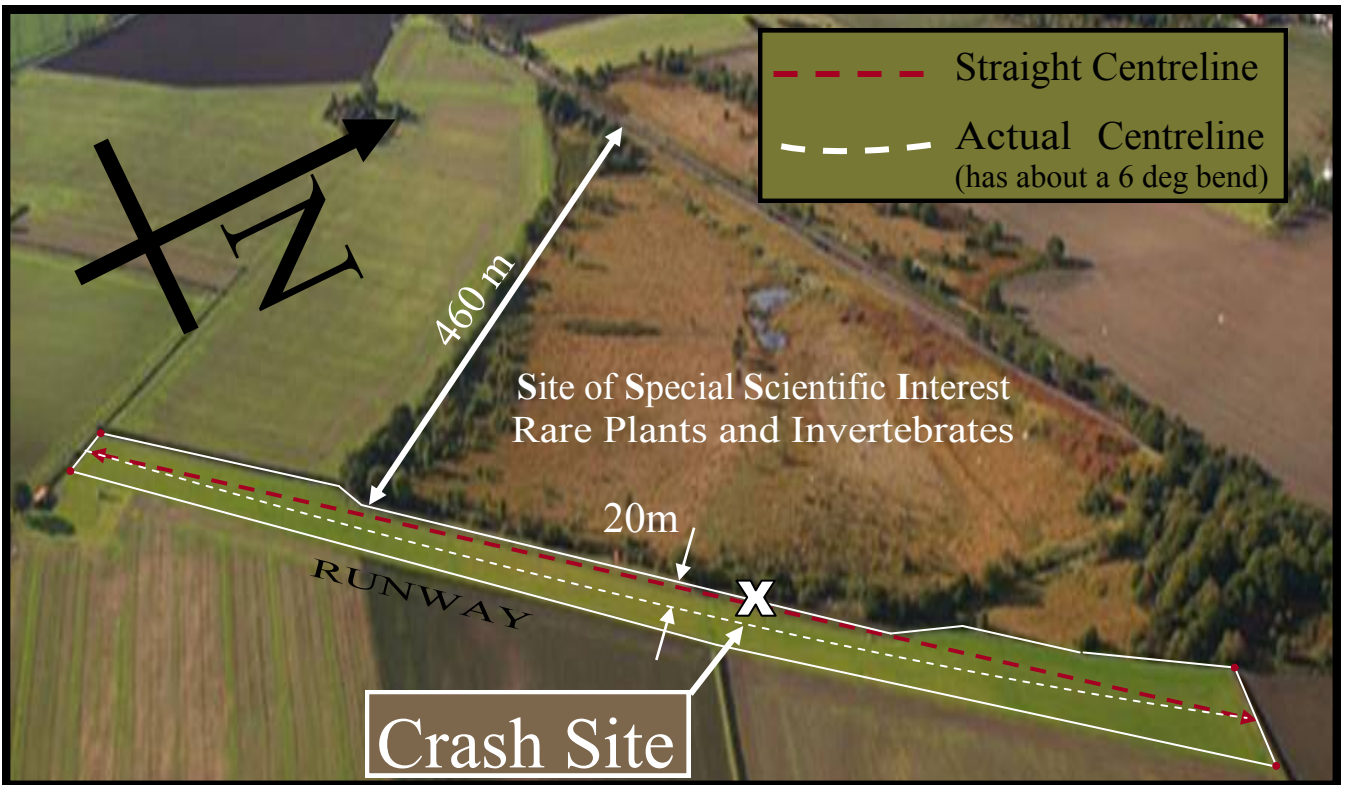 Straight Centreline
Actual Centreline
(has about a 6 deg bend)
N
460 m
Site of Special Scientific Interest
Rare Plants and Invertebrates
20m
RUNWAY
X
Crash Site